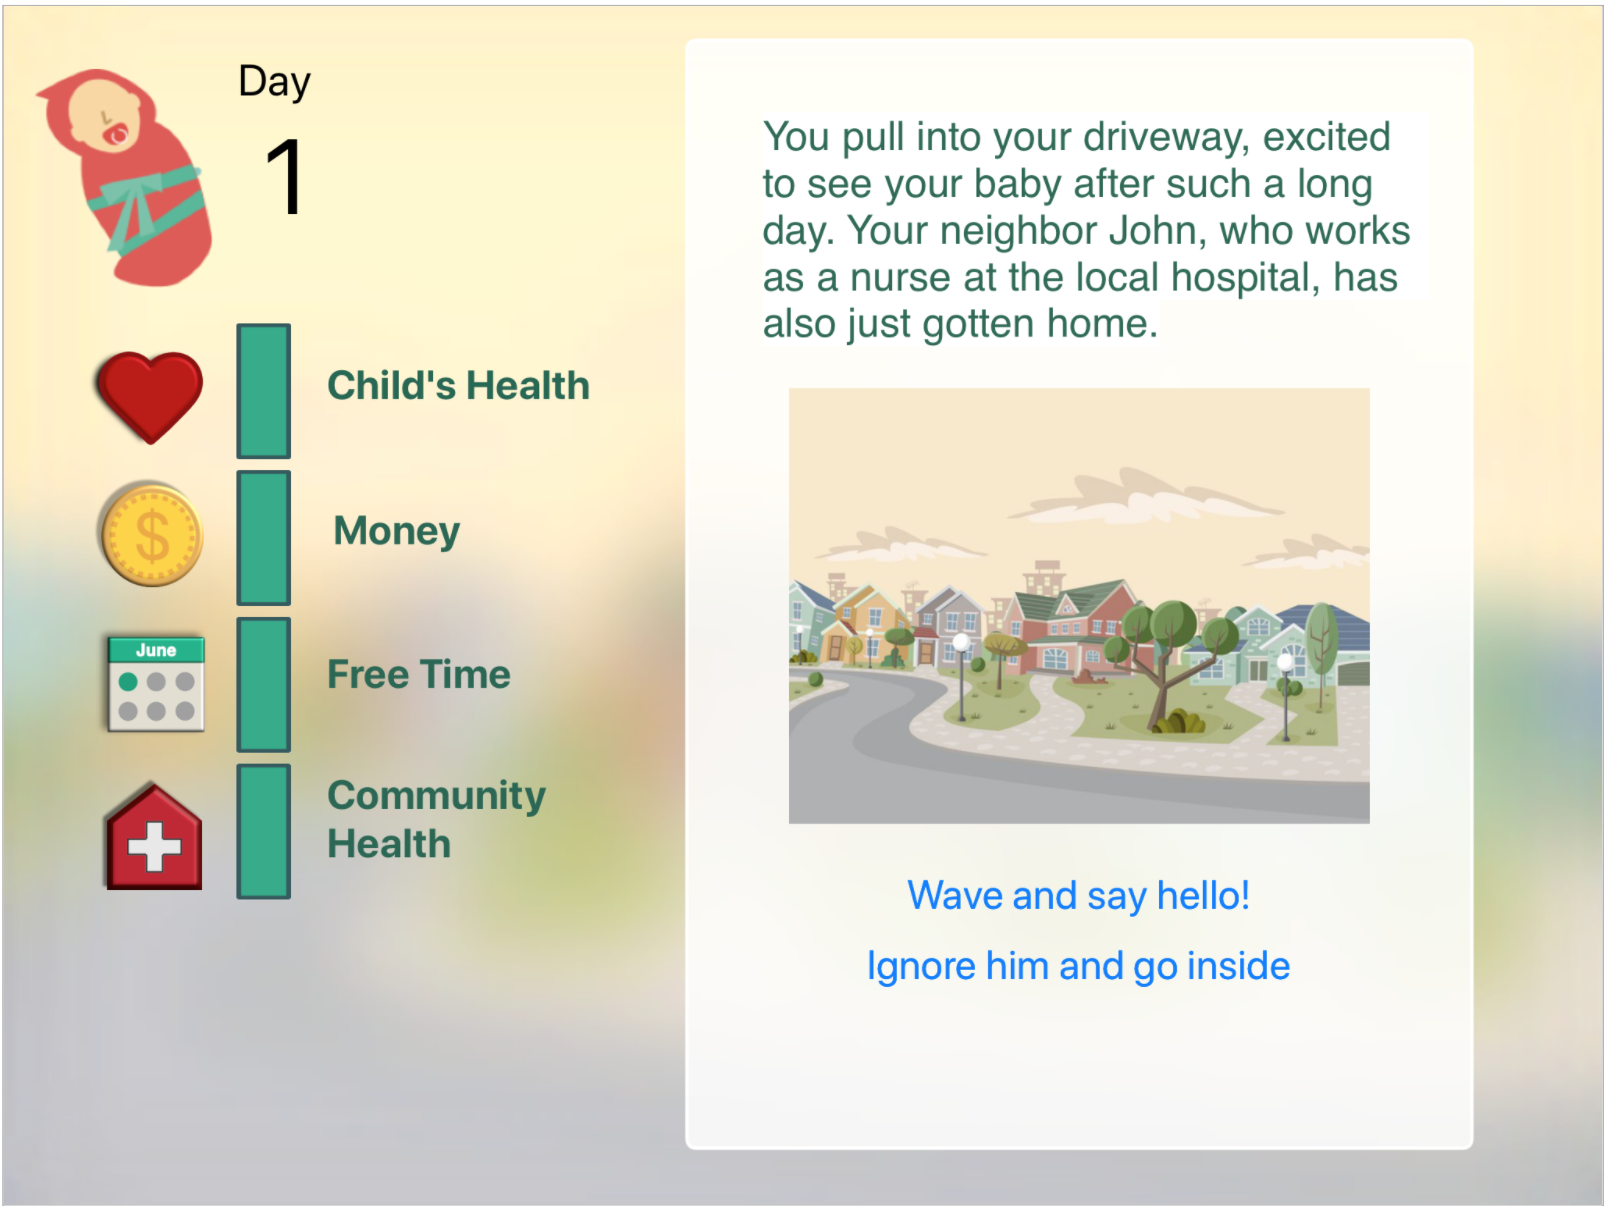 Day
1
Child's Health
$
Money
June
Free Time
Community
Health
You pull into your driveway, excited
to see your baby after such a long
day. Your neighbor John, who works
as a nurse at the local hospital, has
also just gotten home.
Wave and say hello!
Ignore him and go inside